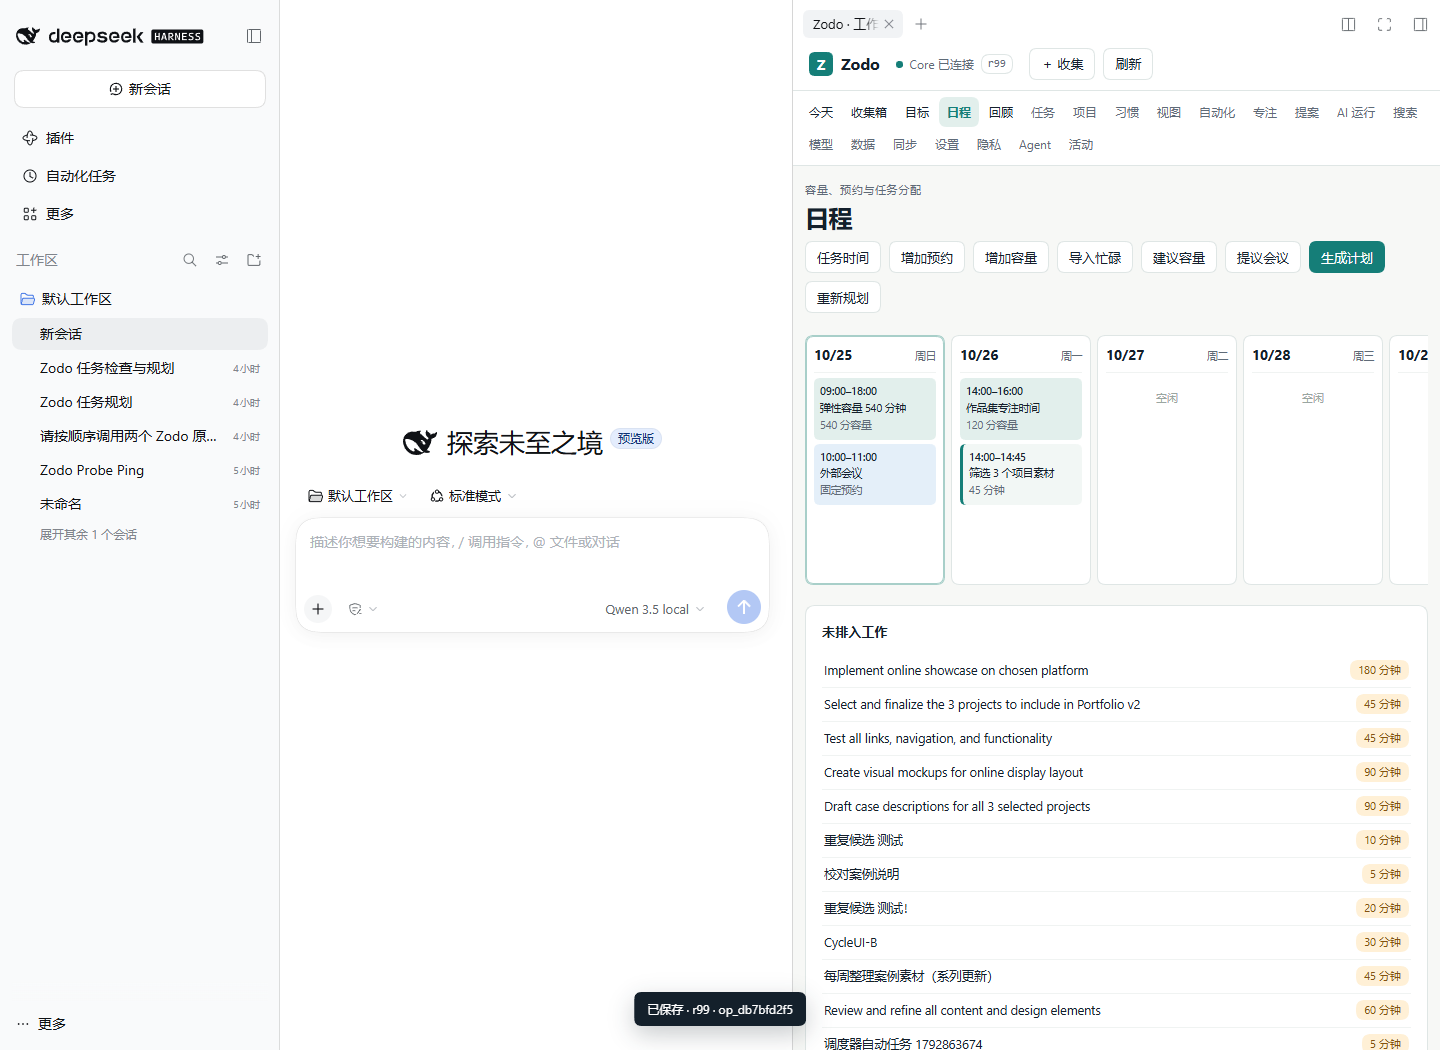 deepseek HARNESS
新会话
插件
自动化任务
更多
工作区
默认工作区
新会话
Zodo 任务检查与规划 4小时
Zodo 任务规划 4小时
请按顺序调用两个 Zodo 原... 4小时
Zodo Probe Ping 5小时
未命名 5小时
展开其余 1 个会话
··· 更多
探索未至之境 预览版
默认工作区 标准模式
描述你想要构建的内容, / 调用指令, @ 文件或对话
Qwen 3.5 local
已保存 · r99 · op_db7bfd2f5
Zodo · 工作
Z Zodo Core 已连接 r99 + 收集 刷新
今天 收集箱 目标 日程 回顾 任务 项目 习惯 视图 自动化 专注 提案 AI 运行 搜索
模型 数据 同步 设置 隐私 Agent 活动
容量、预约与任务分配
日程
任务时间 增加预约 增加容量 导入忙碌 建议容量 提议会议 生成计划
重新规划
10/25 周日
09:00–18:00
弹性容量 540 分钟
540 分容量
10:00–11:00
外部会议
固定预约
10/26 周一
14:00–16:00
作品集专注时间
120 分容量
14:00–14:45
筛选 3 个项目素材
45 分钟
10/27 周二
空闲
10/28 周三
空闲
10/2
未排入工作
Implement online showcase on chosen platform 180 分钟
Select and finalize the 3 projects to include in Portfolio v2 45 分钟
Test all links, navigation, and functionality 45 分钟
Create visual mockups for online display layout 90 分钟
Draft case descriptions for all 3 selected projects 90 分钟
重复候选 测试 10 分钟
校对案例说明 5 分钟
重复候选 测试！ 20 分钟
CycleUI-B 30 分钟
每周整理案例素材（系列更新） 45 分钟
Review and refine all content and design elements 60 分钟
调度器自动任务 1792863674 5 分钟